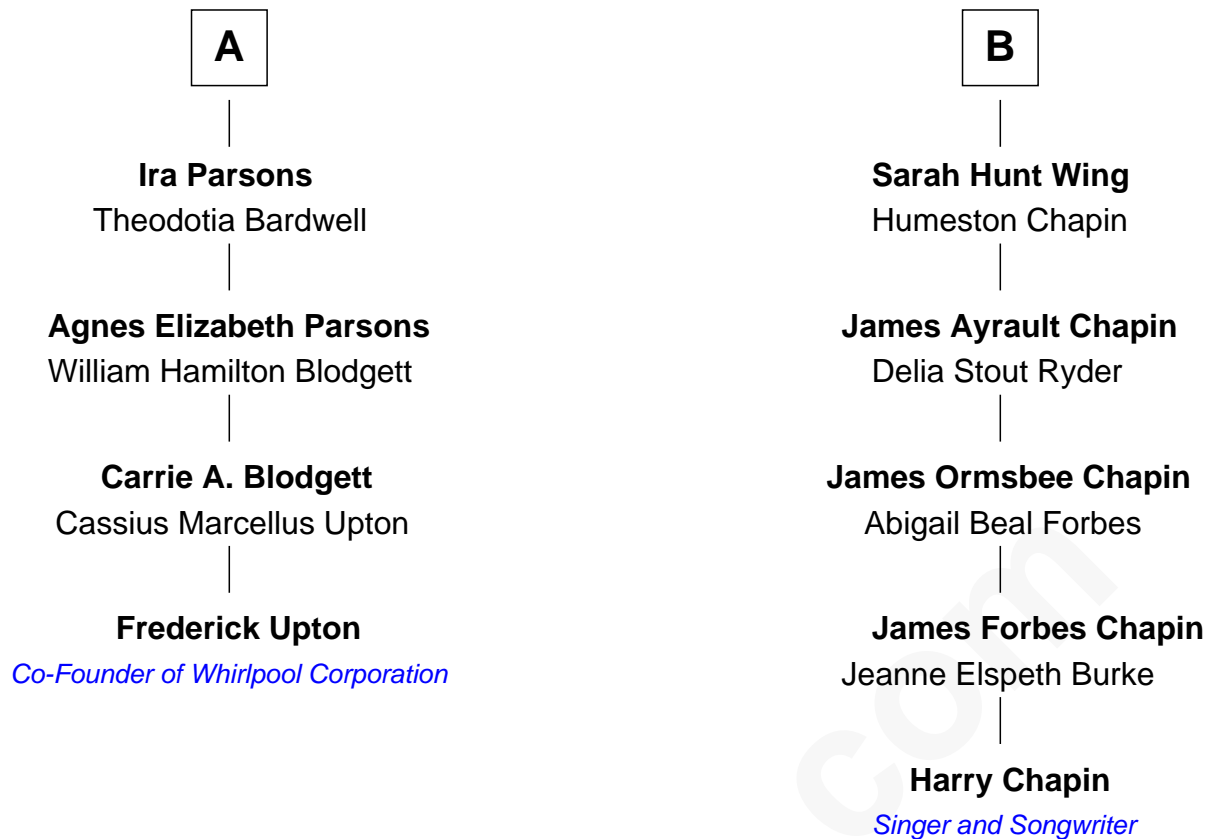 A
Ira Parsons
Theodotia Bardwell
Agnes Elizabeth Parsons
William Hamilton Blodgett
Carrie A. Blodgett
Cassius Marcellus Upton
Frederick Upton
Co-Founder of Whirlpool Corporation
B
Sarah Hunt Wing
Humeston Chapin
James Ayrault Chapin
Delia Stout Ryder
James Ormsbee Chapin
Abigail Beal Forbes
James Forbes Chapin
Jeanne Elspeth Burke
Harry Chapin
Singer and Songwriter
com